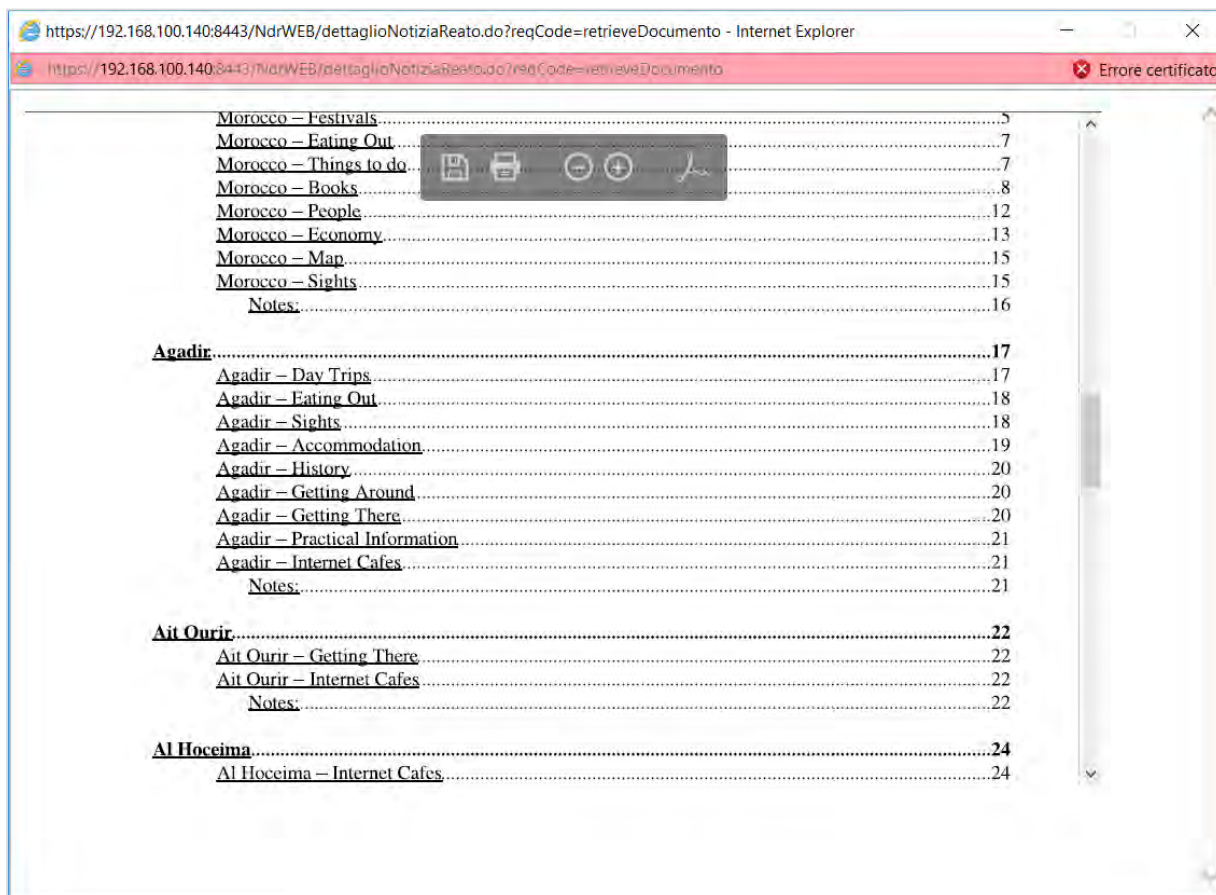 https://192.168.100.140:8443/NdrWEB/dettaglioNotiziaReato.do?reqCode=retrieveDocumento - Internet Explorer
https://192.168.100.140:8443/NdrWEB/dettaglioNotiziaReato.do?reqCode=retrieveDocumento Errore certificato
Morocco – Festivals 5
Morocco – Eating Out 7
Morocco – Things to do 7
Morocco – Books 8
Morocco – People 12
Morocco – Economy 13
Morocco – Map 15
Morocco – Sights 15
Notes: 16
Agadir 17
Agadir – Day Trips 17
Agadir – Eating Out 18
Agadir – Sights 18
Agadir – Accommodation 19
Agadir – History 20
Agadir – Getting Around 20
Agadir – Getting There 20
Agadir – Practical Information 21
Agadir – Internet Cafes 21
Notes: 21
Ait Ourir 22
Ait Ourir – Getting There 22
Ait Ourir – Internet Cafes 22
Notes: 22
Al Hoceima 24
Al Hoceima – Internet Cafes 24